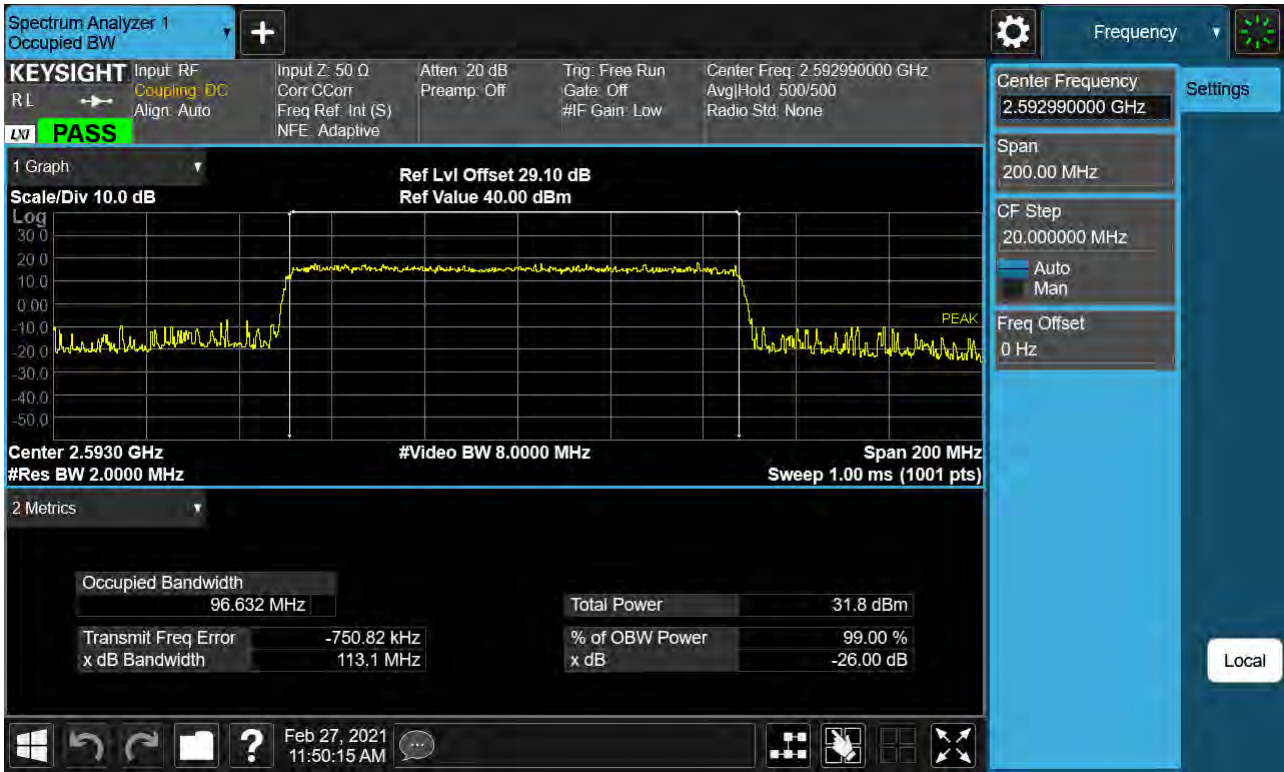 Spectrum Analyzer 1
Occupied BW
+
Frequency
KEYSIGHT
RL
LXI
PASS
Input: RF
Coupling: DC
Align: Auto
Input Z: 50 Ω
Corr CCorr
Freq Ref: Int (S)
NFE: Adaptive
Atten: 20 dB
Preamp: Off
Trig: Free Run
Gate: Off
#IF Gain: Low
Center Freq: 2.592990000 GHz
Avg|Hold: 500/500
Radio Std: None
Center Frequency
2.592990000 GHz
Settings
Span
200.00 MHz
CF Step
20.000000 MHz
Auto
Man
Freq Offset
0 Hz
1 Graph
Scale/Div 10.0 dB
Ref Lvl Offset 29.10 dB
Ref Value 40.00 dBm
Log
30.0
20.0
10.0
0.00
-10.0
-20.0
-30.0
-40.0
-50.0
PEAK
Center 2.5930 GHz
#Res BW 2.0000 MHz
#Video BW 8.0000 MHz
Span 200 MHz
Sweep 1.00 ms (1001 pts)
2 Metrics
Occupied Bandwidth
96.632 MHz
Transmit Freq Error -750.82 kHz
x dB Bandwidth 113.1 MHz
Total Power 31.8 dBm
% of OBW Power 99.00 %
x dB -26.00 dB
Local
?
Feb 27, 2021
11:50:15 AM